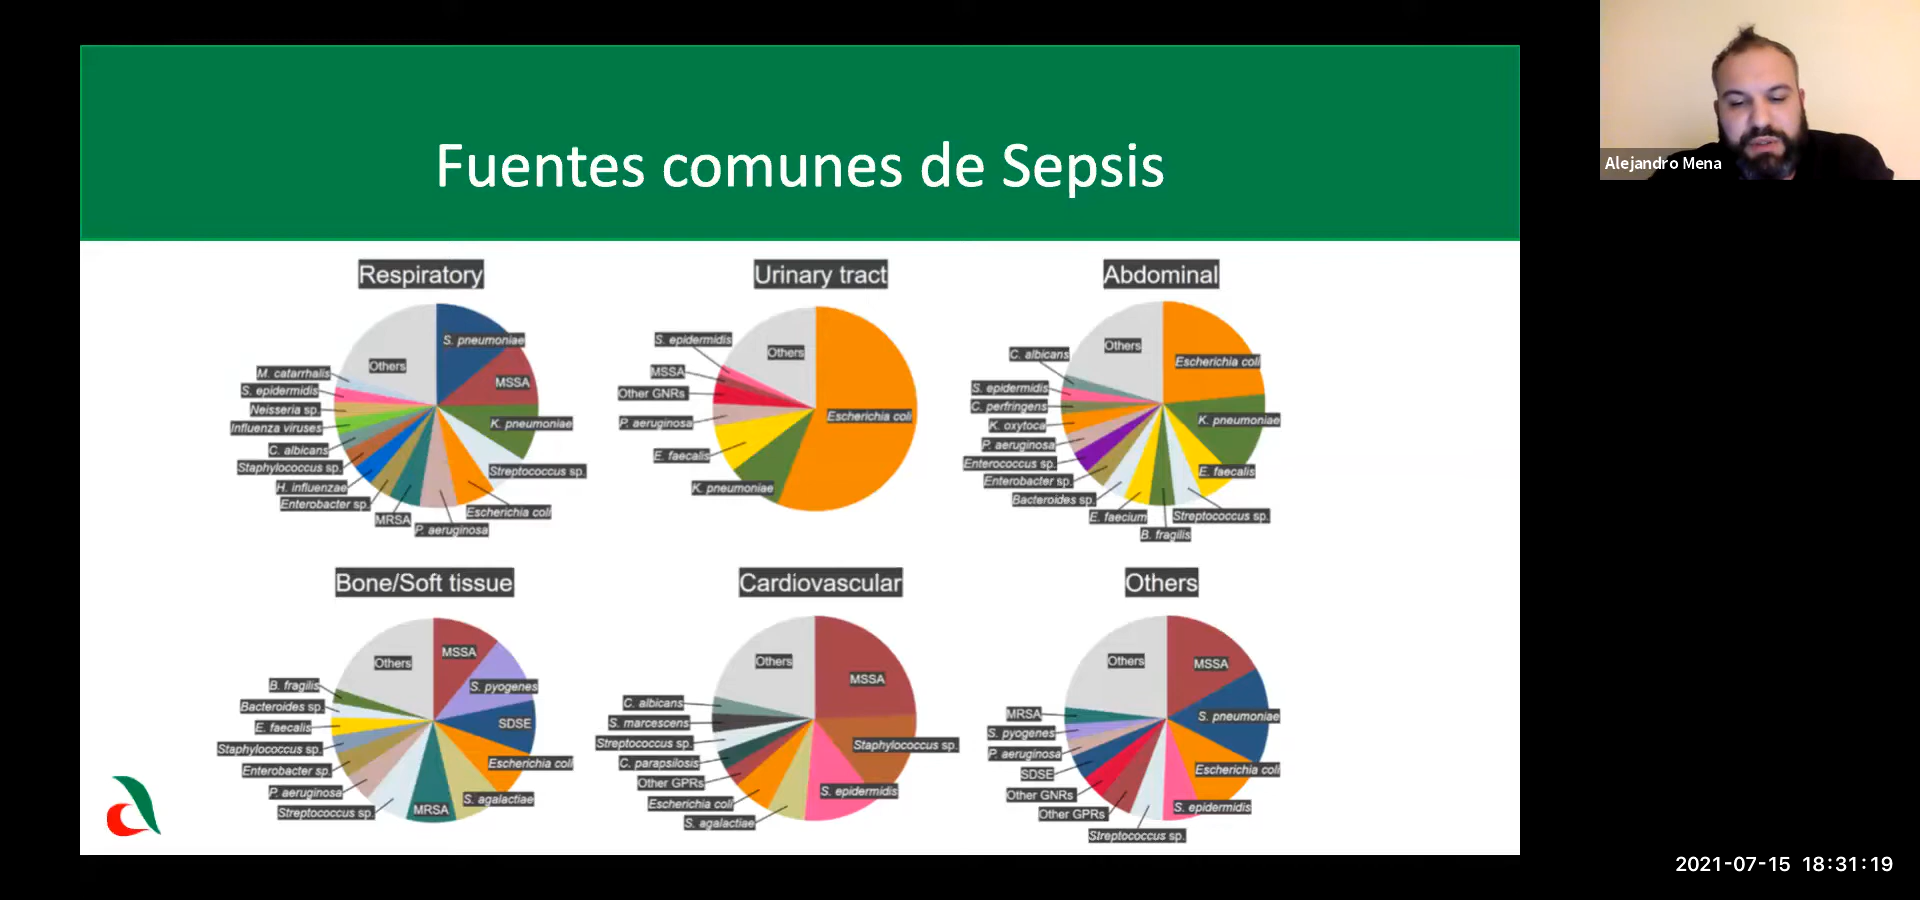 Fuentes comunes de Sepsis
Alejandro Mena
Respiratory
S. pneumoniae
MSSA
K. pneumoniae
Streptococcus sp.
Escherichia coli
P. aeruginosa
MRSA
Enterobacter sp.
H. influenzae
Staphylococcus sp.
C. albicans
Influenza viruses
Neisseria sp.
S. epidermidis
M. catarrhalis
Others
Urinary tract
Escherichia coli
K. pneumoniae
E. faecalis
P. aeruginosa
Other GNRs
MSSA
S. epidermidis
Others
Abdominal
Escherichia coli
K. pneumoniae
E. faecalis
Streptococcus sp.
B. fragilis
E. faecium
Bacteroides sp.
Enterobacter sp.
Enterococcus sp.
P. aeruginosa
K. oxytoca
C. perfringens
S. epidermidis
C. albicans
Others
Bone/Soft tissue
MSSA
S. pyogenes
SDSE
Escherichia coli
S. agalactiae
MRSA
Streptococcus sp.
P. aeruginosa
Enterobacter sp.
Staphylococcus sp.
E. faecalis
Bacteroides sp.
B. fragilis
Others
Cardiovascular
MSSA
Staphylococcus sp.
S. epidermidis
S. agalactiae
Escherichia coli
Other GPRs
C. parapsilosis
Streptococcus sp.
S. marcescens
C. albicans
Others
Others
MSSA
S. pneumoniae
Escherichia coli
S. epidermidis
Streptococcus sp.
Other GPRs
Other GNRs
SDSE
P. aeruginosa
S. pyogenes
MRSA
Others
2021-07-15 18:31:19